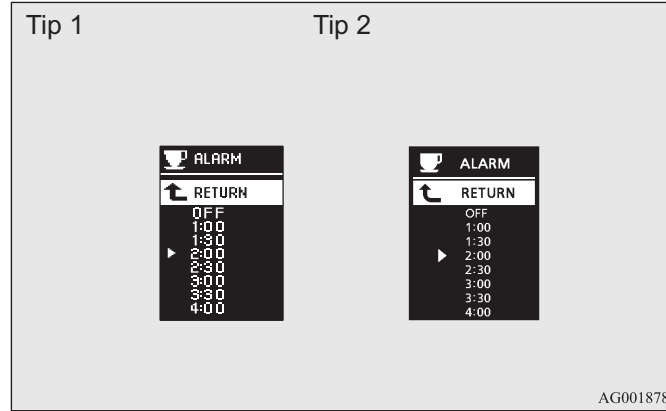 Tip 1
Tip 2
ALARM
RETURN
OFF
1:00
1:30
2:00
2:30
3:00
3:30
4:00
ALARM
RETURN
OFF
1:00
1:30
2:00
2:30
3:00
3:30
4:00
AG001878